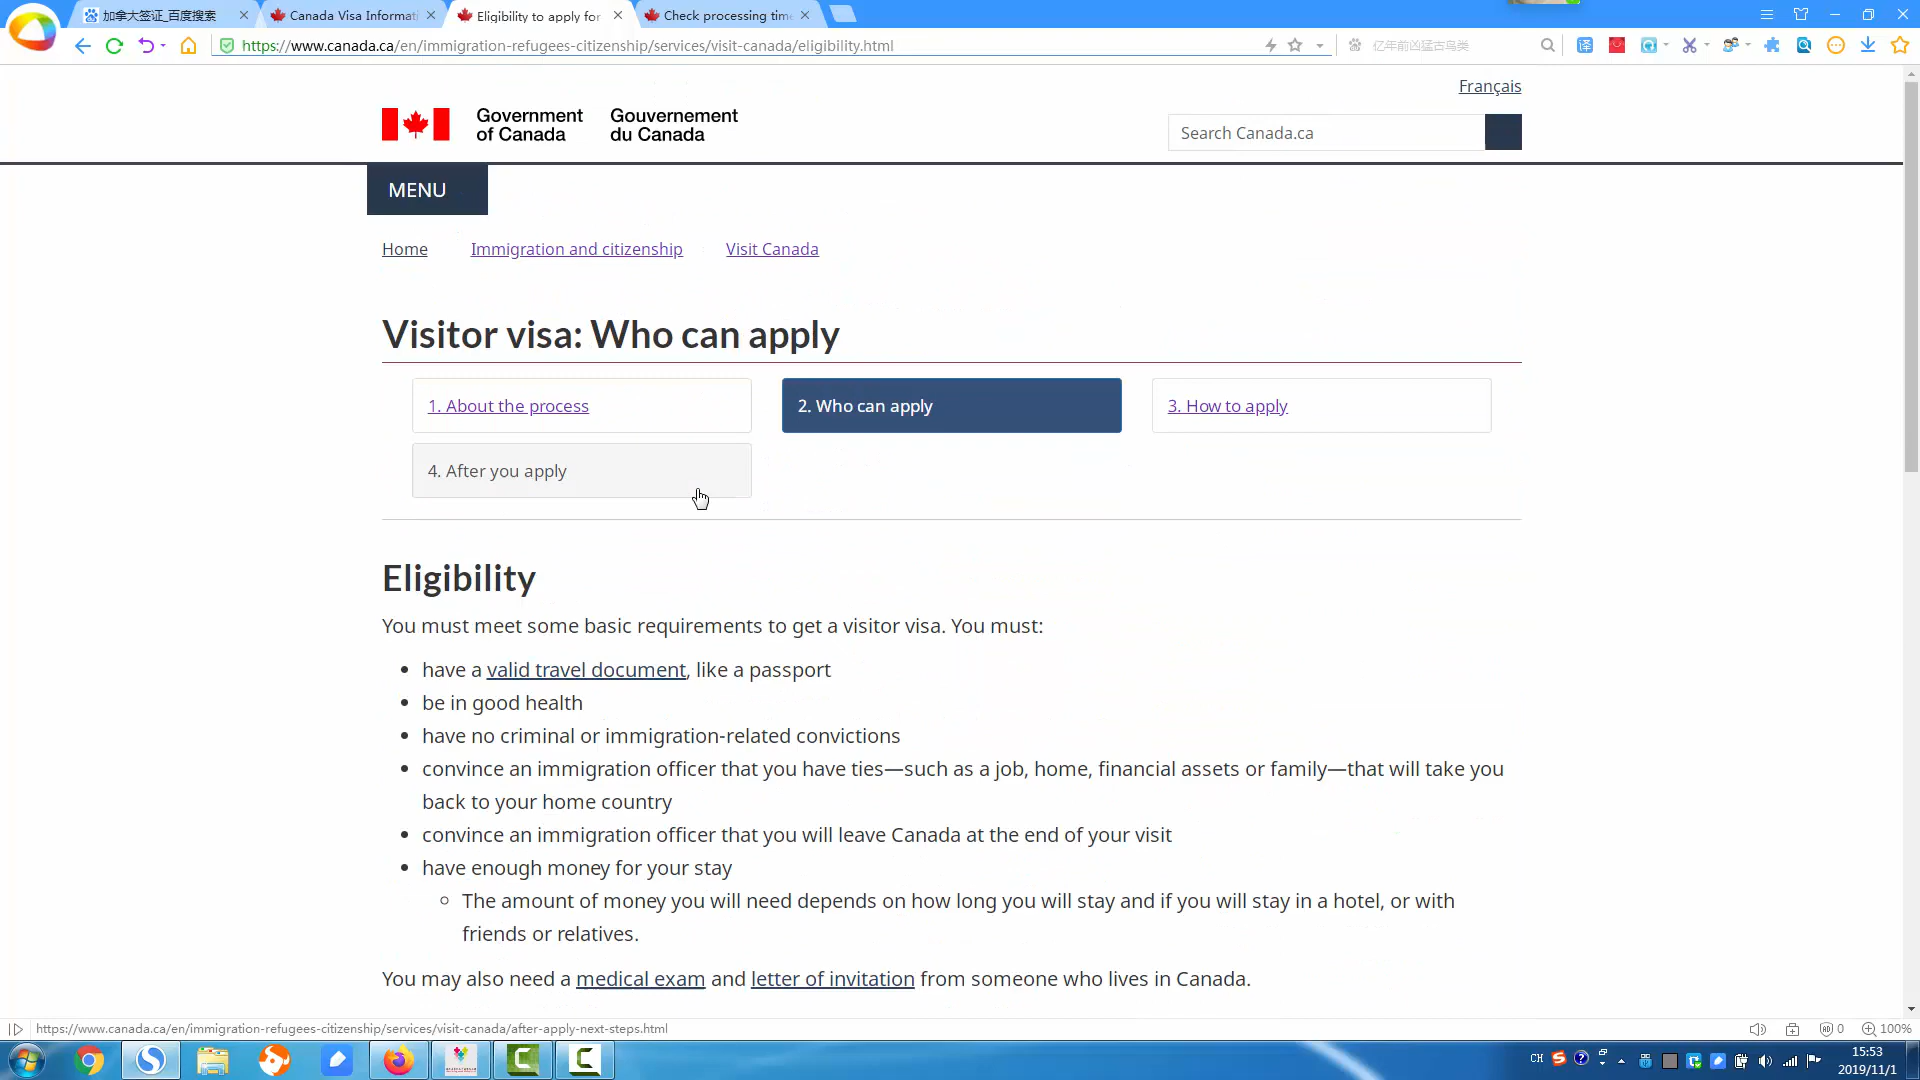 加拿大签证_百度搜索
Canada Visa Informati
Eligibility to apply for
Check processing time
https://www.canada.ca/en/immigration-refugees-citizenship/services/visit-canada/eligibility.html
亿年前凶猛古鸟类
Français
Government of Canada
Gouvernement du Canada
Search Canada.ca
MENU
Home
Immigration and citizenship
Visit Canada
Visitor visa: Who can apply
1. About the process
2. Who can apply
3. How to apply
4. After you apply
Eligibility
You must meet some basic requirements to get a visitor visa. You must:
have a valid travel document, like a passport
be in good health
have no criminal or immigration-related convictions
convince an immigration officer that you have ties—such as a job, home, financial assets or family—that will take you
back to your home country
convince an immigration officer that you will leave Canada at the end of your visit
have enough money for your stay
The amount of money you will need depends on how long you will stay and if you will stay in a hotel, or with
friends or relatives.
You may also need a medical exam and letter of invitation from someone who lives in Canada.
https://www.canada.ca/en/immigration-refugees-citizenship/services/visit-canada/after-apply-next-steps.html
0
100%
CH
15:53
2019/11/1